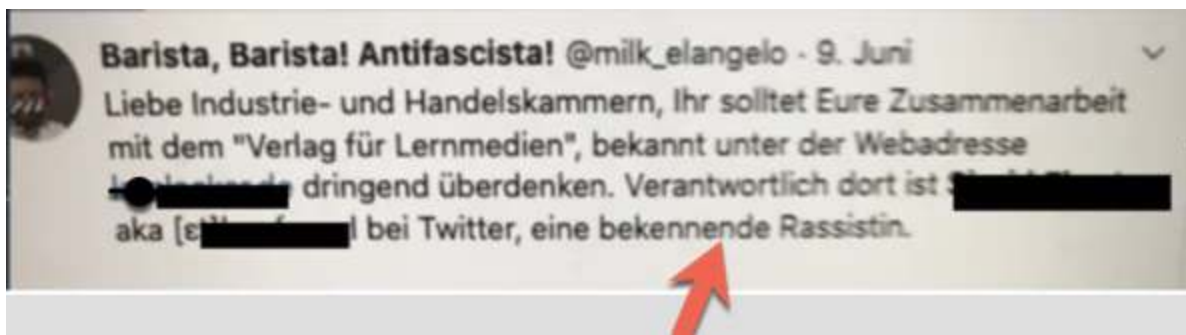 Barista, Barista! Antifascista! @milk_elangelo · 9. Juni
Liebe Industrie- und Handelskammern, Ihr solltet Eure Zusammenarbeit
mit dem "Verlag für Lernmedien", bekannt unter der Webadresse
dringend überdenken. Verantwortlich dort ist
aka bei Twitter, eine bekennende Rassistin.